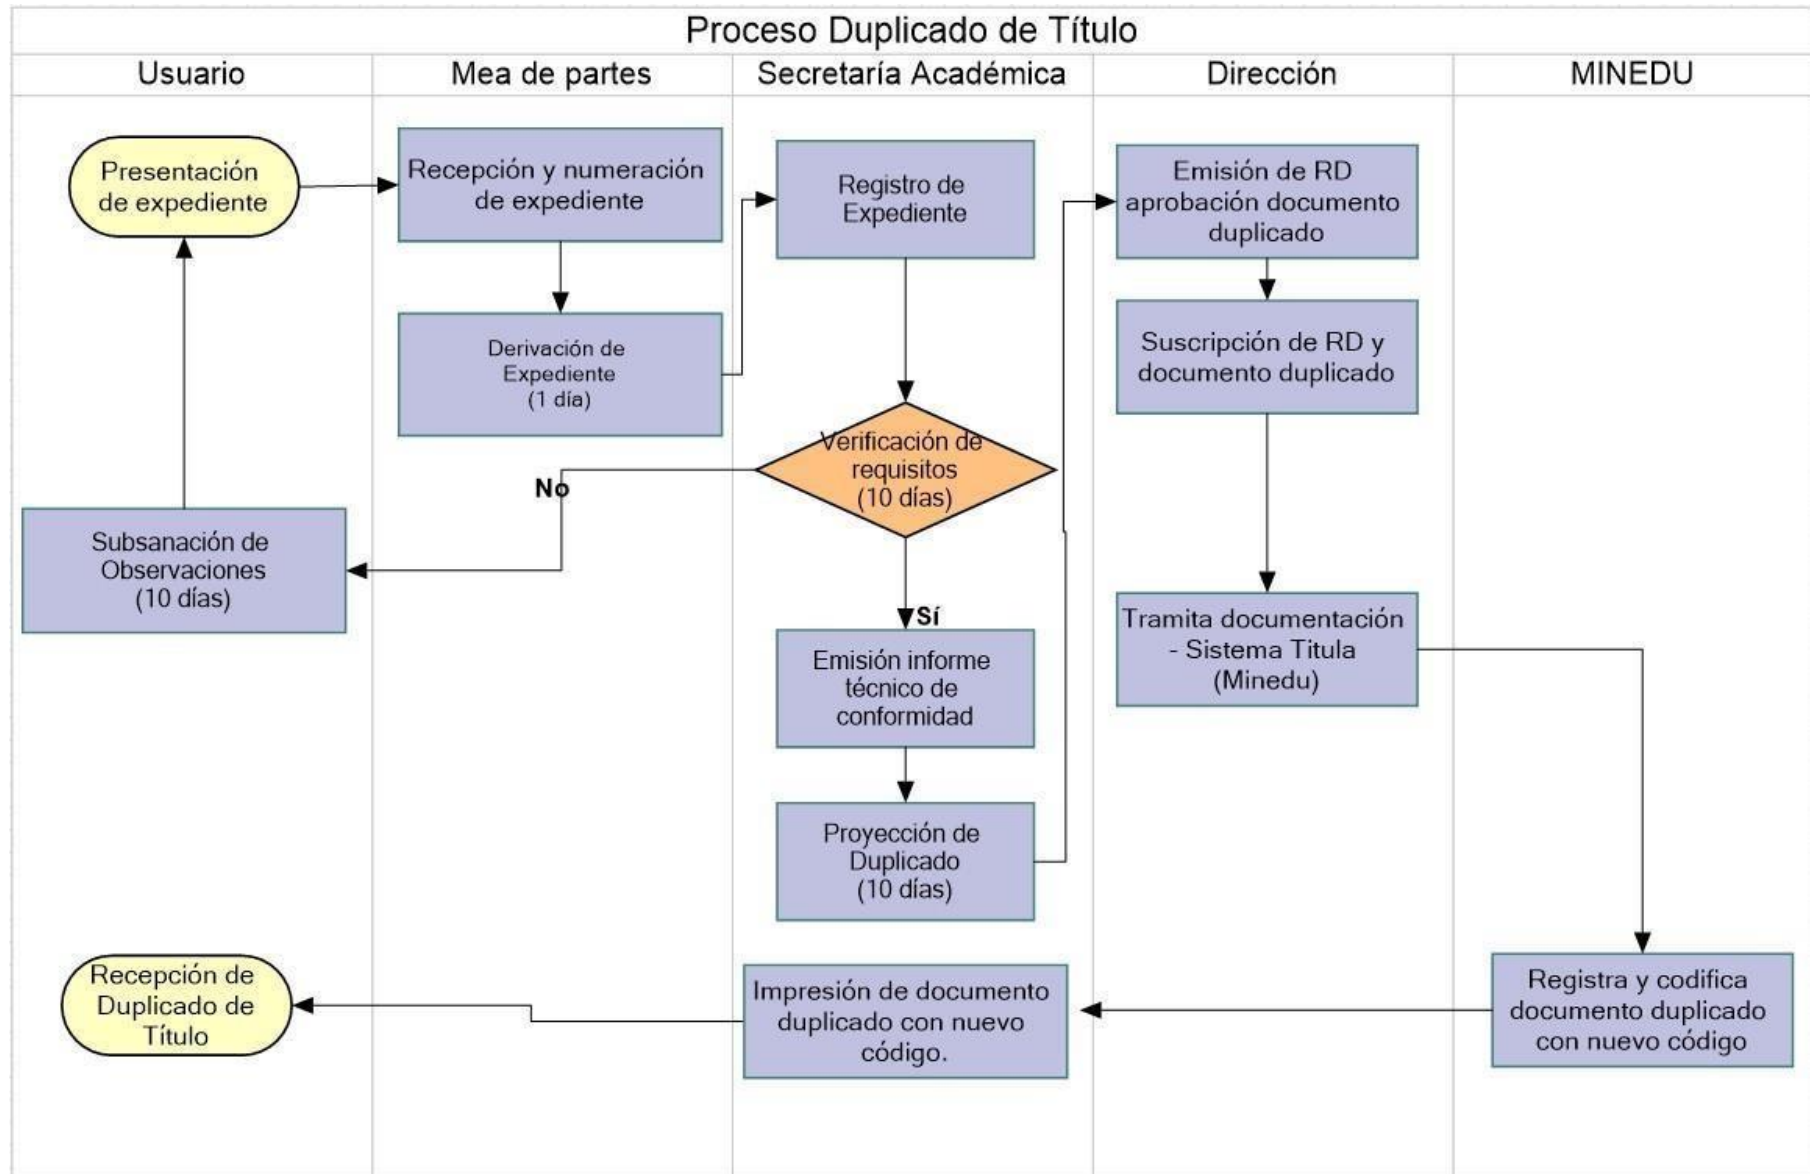 Proceso Duplicado de Título
Usuario
Mea de partes
Secretaría Académica
Dirección
MINEDU
Presentación
de expediente
Recepción y numeración
de expediente
Derivación de
Expediente
(1 día)
Registro de
Expediente
Verificación de
requisitos
(10 días)
No
Subsanación de
Observaciones
(10 días)
Sí
Emisión informe
técnico de
conformidad
Proyección de
Duplicado
(10 días)
Emisión de RD
aprobación documento
duplicado
Suscripción de RD y
documento duplicado
Tramita documentación
- Sistema Titula
(Minedu)
Registra y codifica
documento duplicado
con nuevo código
Impresión de documento
duplicado con nuevo
código.
Recepción de
Duplicado de
Título